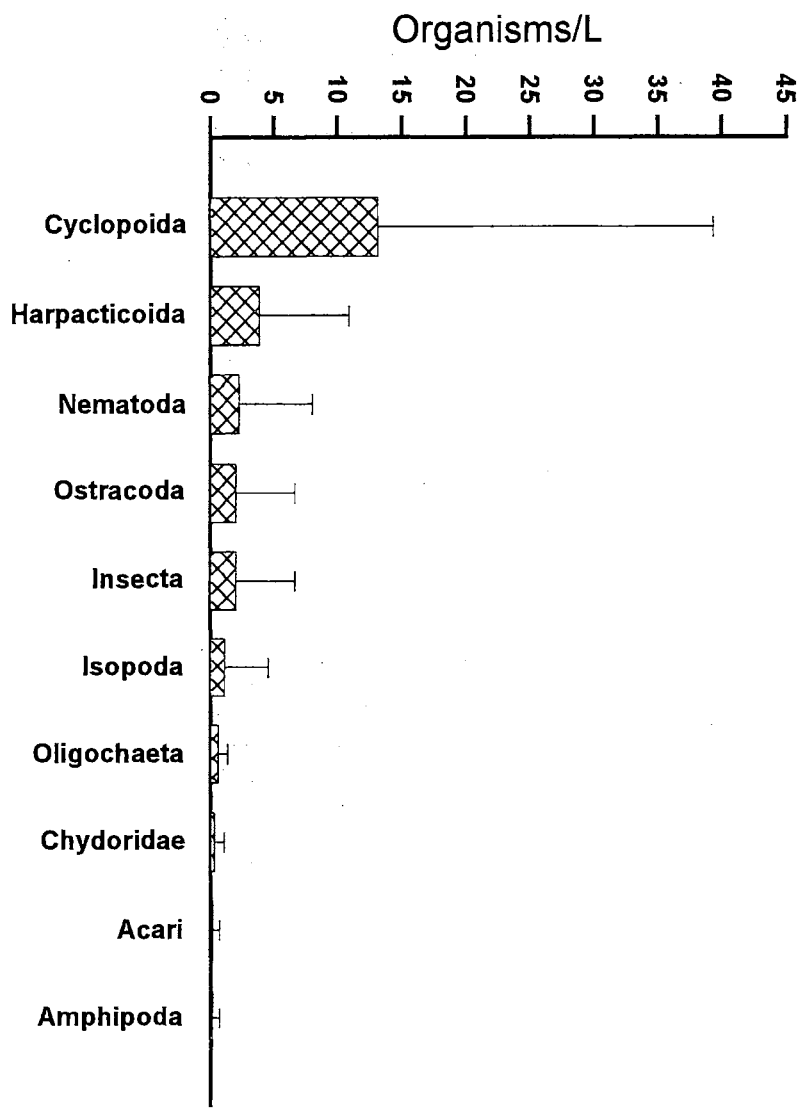 Organisms/L
0 5 10 15 20 25 30 35 40 45
Cyclopoida
Harpacticoida
Nematoda
Ostracoda
Insecta
Isopoda
Oligochaeta
Chydoridae
Acari
Amphipoda